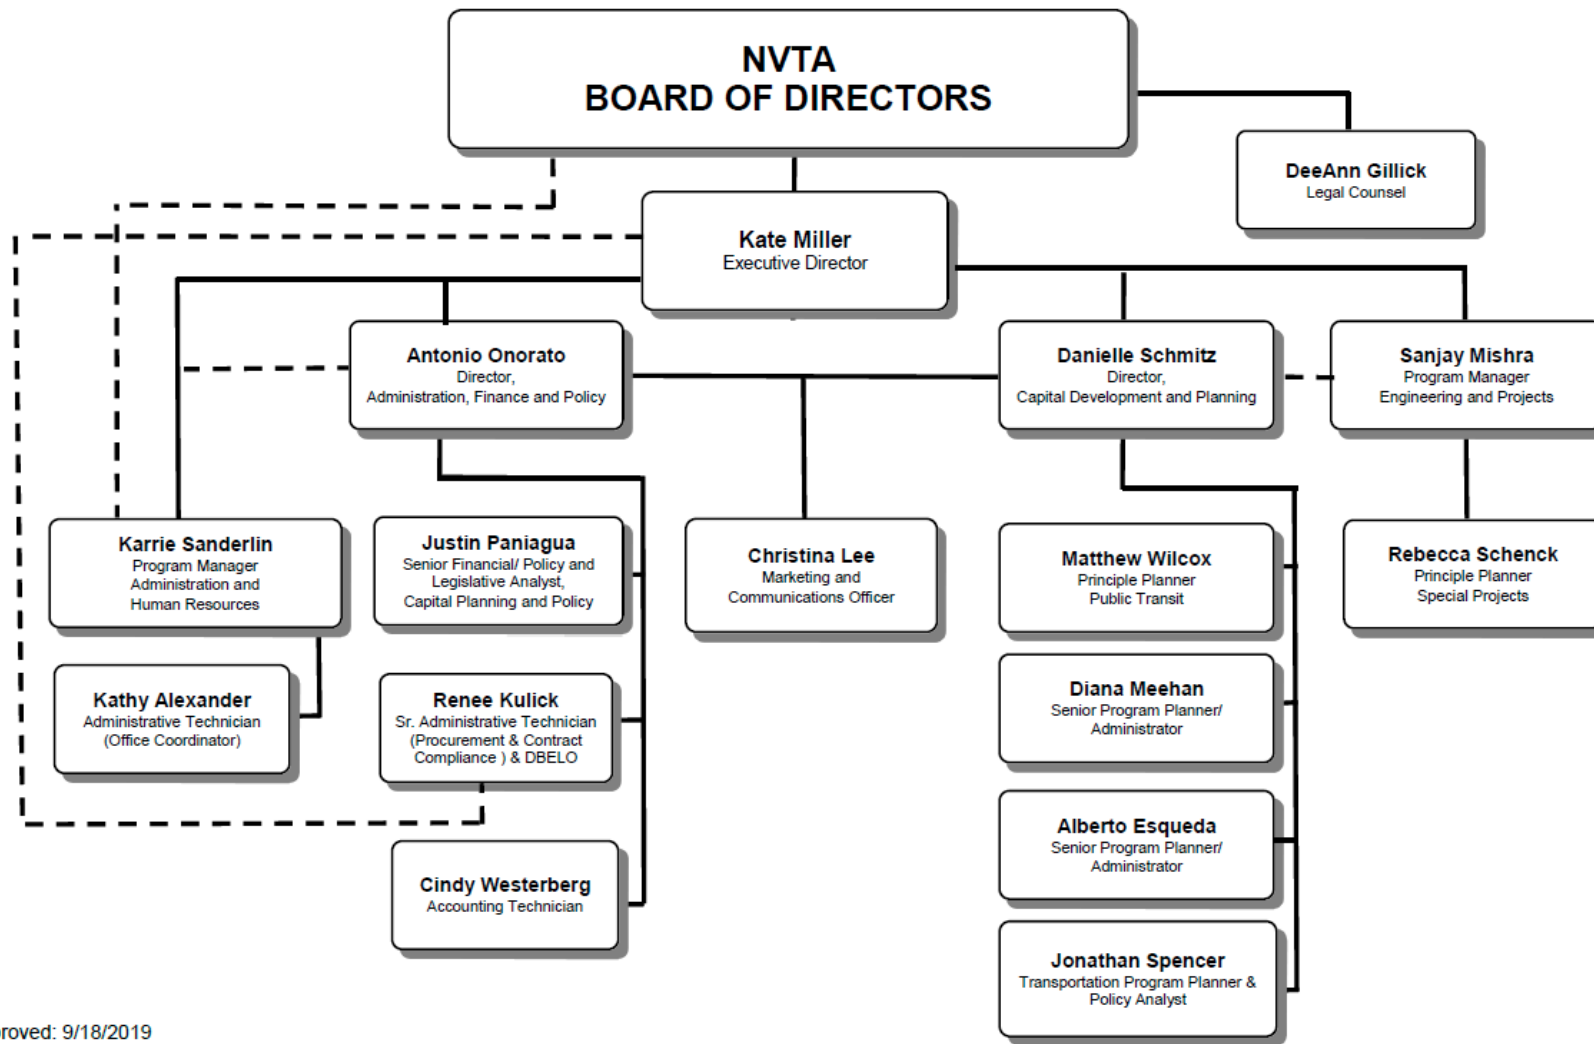 NVTA
BOARD OF DIRECTORS
DeeAnn Gillick
Legal Counsel
Kate Miller
Executive Director
Antonio Onorato
Director,
Administration, Finance and Policy
Danielle Schmitz
Director,
Capital Development and Planning
Sanjay Mishra
Program Manager
Engineering and Projects
Karrie Sanderlin
Program Manager
Administration and
Human Resources
Justin Paniagua
Senior Financial/ Policy and
Legislative Analyst,
Capital Planning and Policy
Christina Lee
Marketing and
Communications Officer
Matthew Wilcox
Principle Planner
Public Transit
Rebecca Schenck
Principle Planner
Special Projects
Kathy Alexander
Administrative Technician
(Office Coordinator)
Renee Kulick
Sr. Administrative Technician
(Procurement & Contract
Compliance ) & DBELO
Diana Meehan
Senior Program Planner/
Administrator
Alberto Esqueda
Senior Program Planner/
Administrator
Cindy Westerberg
Accounting Technician
Jonathan Spencer
Transportation Program Planner &
Policy Analyst
roved: 9/18/2019